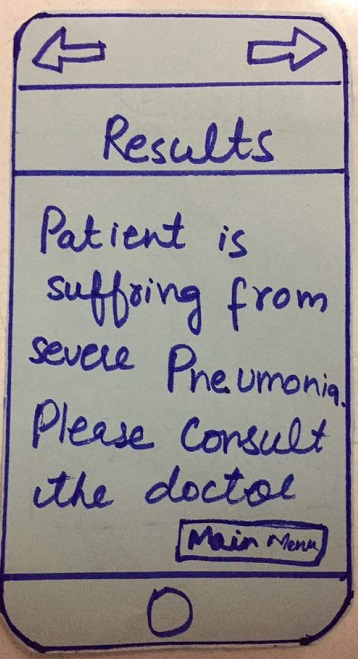 Results
Patient is
suffring from
severe Pneumonia.
Please Consult
the doctor
Main Menu